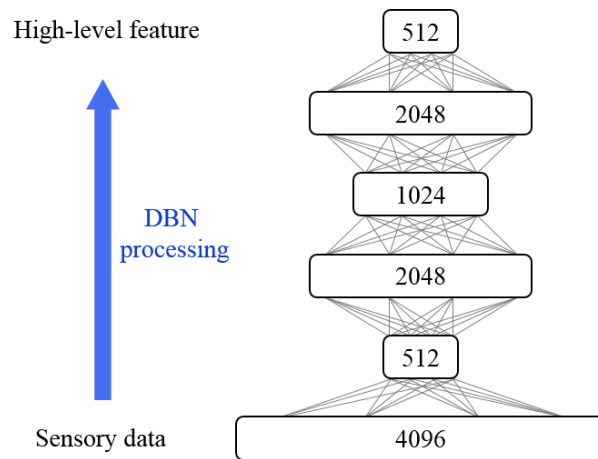 High-level feature
512
2048
1024
DBN
processing
2048
512
Sensory data
4096